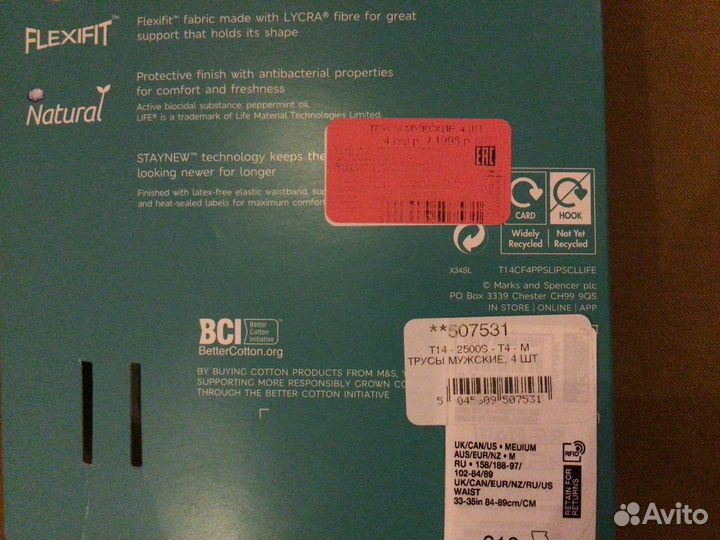 FLEXIFIT™
Flexifit™ fabric made with LYCRA® fibre for great
support that holds its shape
Natural
Protective finish with antibacterial properties
for comfort and freshness
Active biocidal substance: peppermint oil
LIFE® is a trademark of Life Material Technologies Limited
STAYNEW™ technology keeps the
looking newer for longer
Finished with latex-free elastic waistband, sup
and heat-sealed labels for maximum comfor
ТРУСЫ МУЖСКИЕ, 4 ШТ
1998 р
EAC
CARD
HOOK
Widely
Recycled
Not Yet
Recycled
X34SL
T14CF4PPSLIPSCLLIFE
© Marks and Spencer plc
PO Box 3339 Chester CH99 9QS
IN STORE | ONLINE | APP
BCI
Better
Cotton
Initiative
BetterCotton.org
BY BUYING COTTON PRODUCTS FROM M&S, Y
SUPPORTING MORE RESPONSIBLY GROWN CO
THROUGH THE BETTER COTTON INITIATIVE
**507531
T14 - 2500S - T4 - M
ТРУСЫ МУЖСКИЕ, 4 ШТ
5 045509 507531
UK/CAN/US • MEDIUM
AUS/EUR/NZ • M
RU • 158/188-97/
102-84/89
UK/CAN/EUR/NZ/RU/US
WAIST
33-35in 84-89cm/CM
RFID
RETAIN FOR
RETURNS
Avito